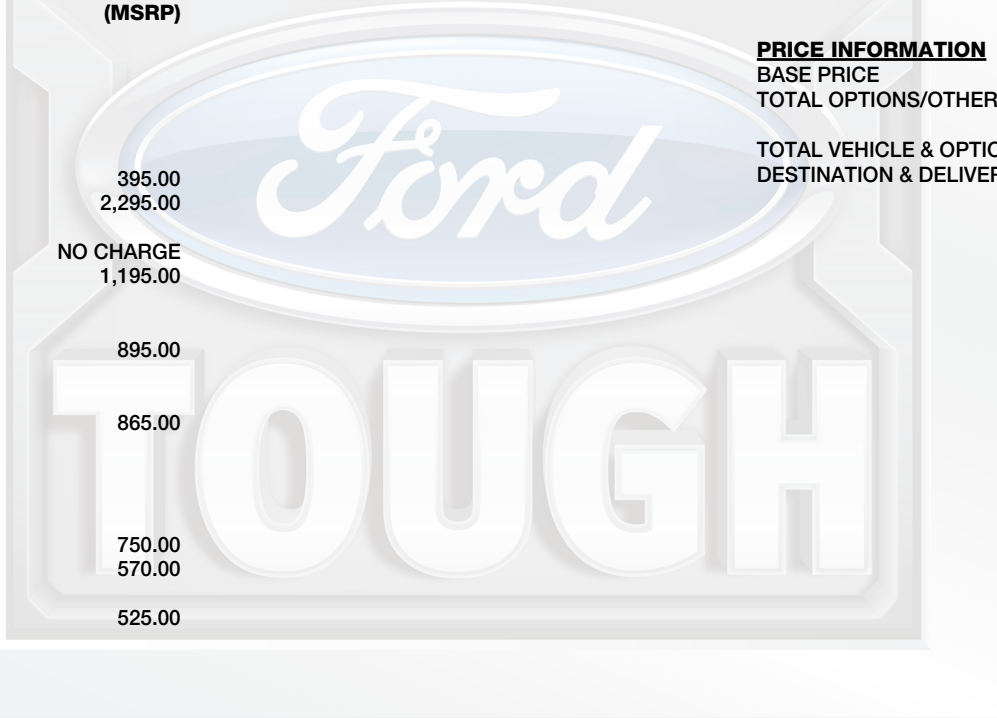 (MSRP)
395.00
2,295.00
NO CHARGE
1,195.00
895.00
865.00
750.00
570.00
525.00
PRICE INFORMATION
BASE PRICE
TOTAL OPTIONS/OTHER
TOTAL VEHICLE & OPTIO
DESTINATION & DELIVER
Ford
TOUGH